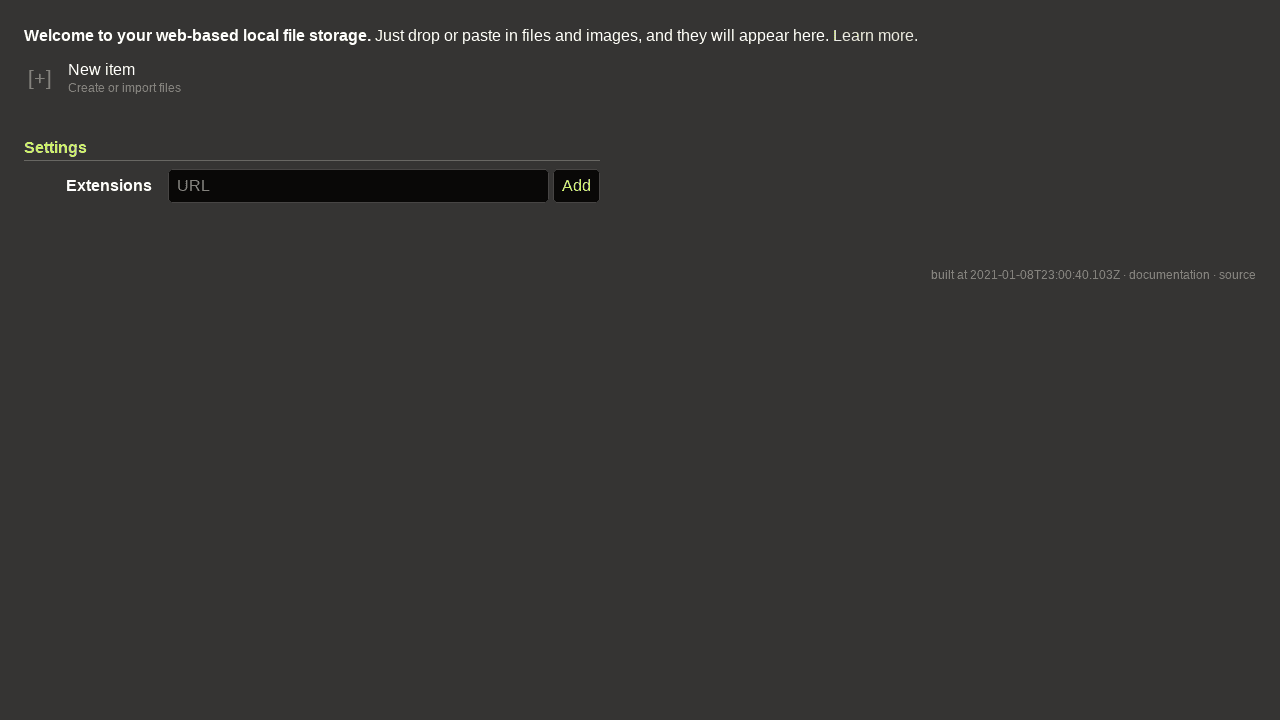 Welcome to your web-based local file storage. Just drop or paste in files and images, and they will appear here. Learn more.
[+] New item
Create or import files
Settings
Extensions URL Add
built at 2021-01-08T23:00:40.103Z · documentation · source